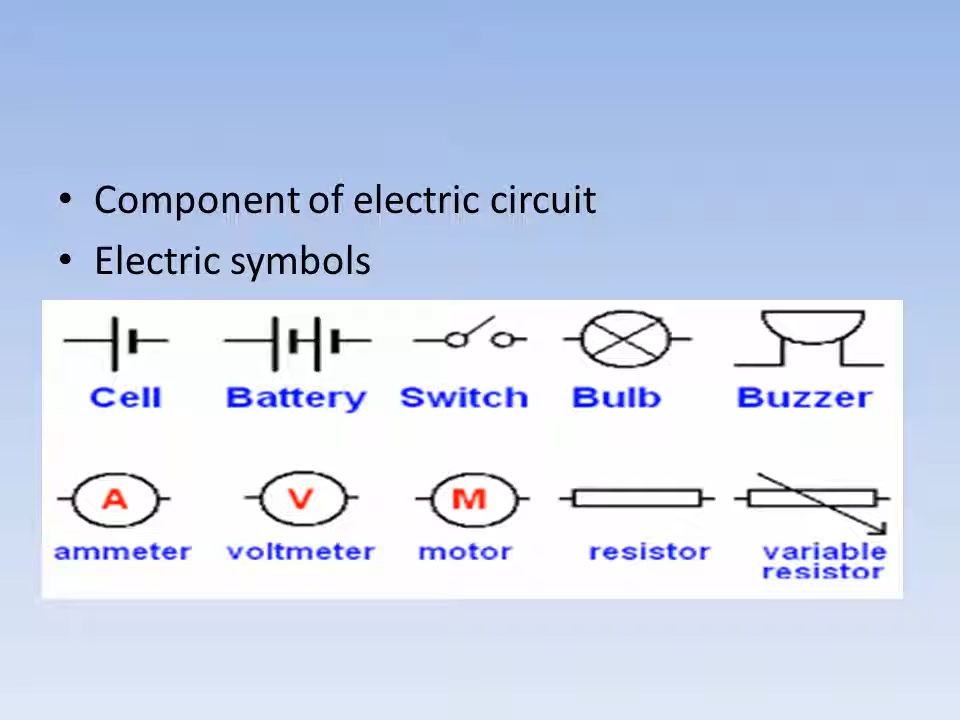 • Component of electric circuit
• Electric symbols
Cell Battery Switch Bulb Buzzer
A V M
ammeter voltmeter motor resistor variable
resistor